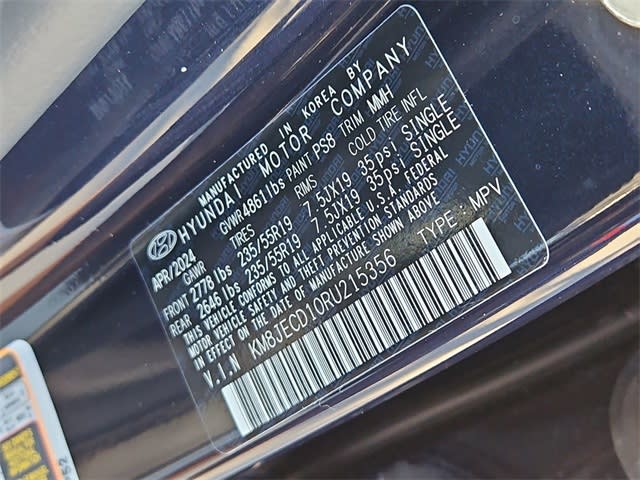 MANUFACTURED IN KOREA BY
HYUNDAI MOTOR COMPANY
APR/2024 GVWR 4861lbs PAINT PS8 TRIM MMH
GAWR TRES RIMS COLD TIRE INFL
FRONT 2778 lbs 235/55R19 7.5JX19 35psi SINGLE
REAR 2646 lbs 235/55R19 7.5JX19 35psi SINGLE
THIS VEHICLE CONFORMS TO ALL APPLICABLE U.S.A. FEDERAL
MOTOR VEHICLE SAFETY AND THEFT PREVENTION STANDARDS
IN EFFECT ON THE DATE OF MANUFACTURE SHOWN ABOVE
V.I.N KM8JECD10RU215356 TYPE : MPV